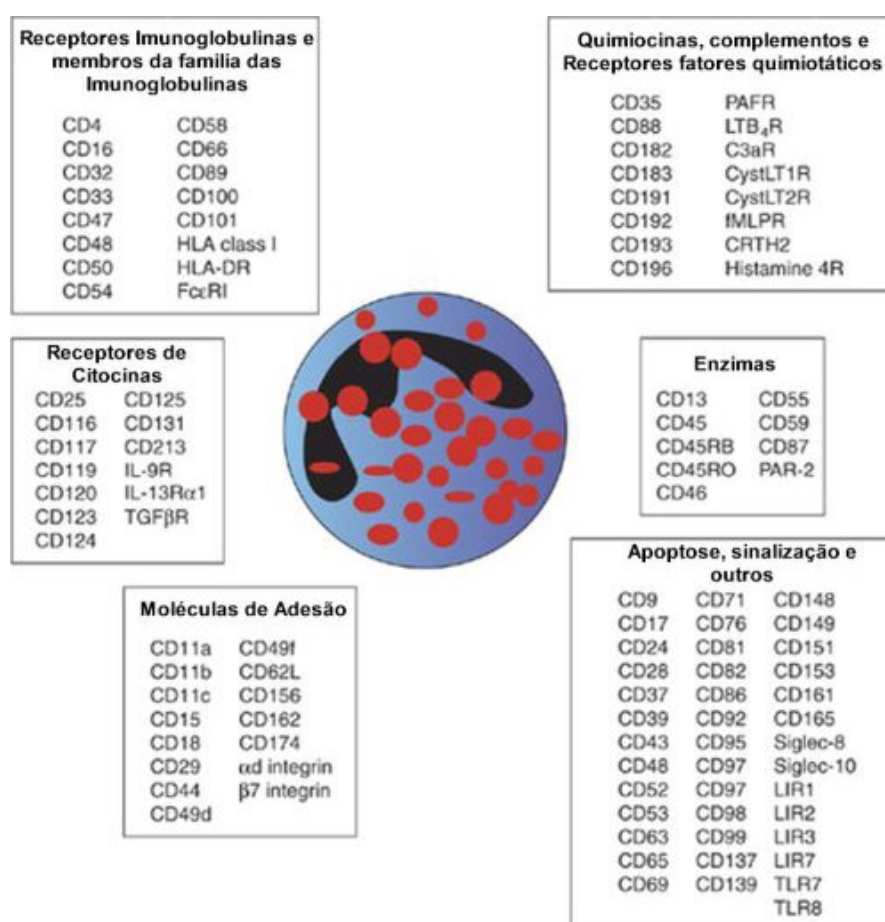 Receptores Imunoglobulinas e
membros da familia das
Imunoglobulinas
CD4 CD58
CD16 CD66
CD32 CD89
CD33 CD100
CD47 CD101
CD48 HLA class I
CD50 HLA-DR
CD54 FcεRI
Quimiocinas, complementos e
Receptores fatores quimiotáticos
CD35 PAFR
CD88 LTB₄R
CD182 C3aR
CD183 CystLT1R
CD191 CystLT2R
CD192 fMLPR
CD193 CRTH2
CD196 Histamine 4R
Receptores de
Citocinas
CD25 CD125
CD116 CD131
CD117 CD213
CD119 IL-9R
CD120 IL-13Rα1
CD123 TGFβR
CD124
Enzimas
CD13 CD55
CD45 CD59
CD45RB CD87
CD45RO PAR-2
CD46
Moléculas de Adesão
CD11a CD49f
CD11b CD62L
CD11c CD156
CD15 CD162
CD18 CD174
CD29 αd integrin
CD44 β7 integrin
CD49d
Apoptose, sinalização e
outros
CD9 CD71 CD148
CD17 CD76 CD149
CD24 CD81 CD151
CD28 CD82 CD153
CD37 CD86 CD161
CD39 CD92 CD165
CD43 CD95 Siglec-8
CD48 CD97 Siglec-10
CD52 CD97 LIR1
CD53 CD98 LIR2
CD63 CD99 LIR3
CD65 CD137 LIR7
CD69 CD139 TLR7
TLR8